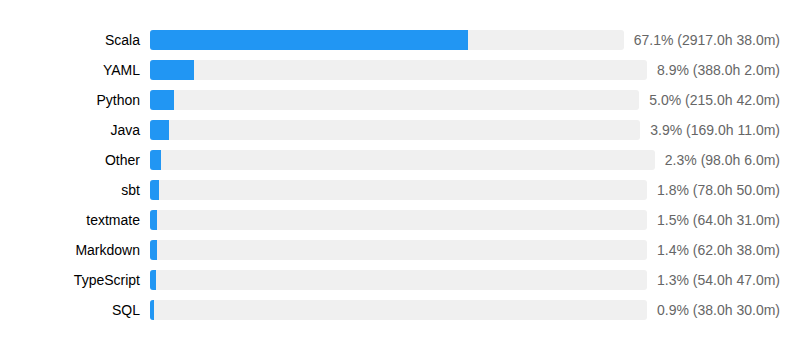 Scala 67.1% (2917.0h 38.0m)
YAML 8.9% (388.0h 2.0m)
Python 5.0% (215.0h 42.0m)
Java 3.9% (169.0h 11.0m)
Other 2.3% (98.0h 6.0m)
sbt 1.8% (78.0h 50.0m)
textmate 1.5% (64.0h 31.0m)
Markdown 1.4% (62.0h 38.0m)
TypeScript 1.3% (54.0h 47.0m)
SQL 0.9% (38.0h 30.0m)